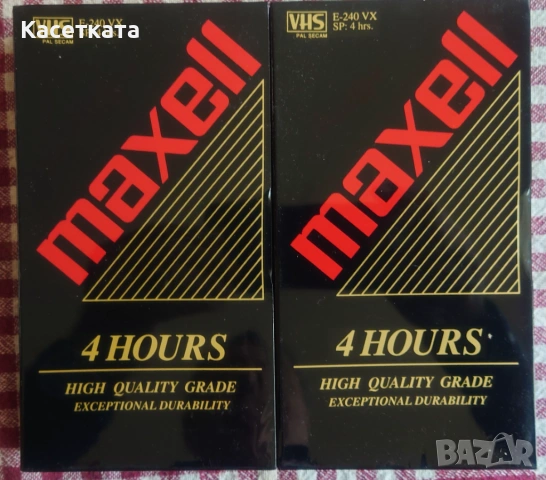 Касетката
VHS E-240 VX
PAL SECAM
maxell
4 HOURS
HIGH QUALITY GRADE
EXCEPTIONAL DURABILITY
VHS E-240 VX
SP: 4 hrs.
PAL SECAM
maxell
4 HOURS
HIGH QUALITY GRADE
EXCEPTIONAL DURABILITY
BAZAR